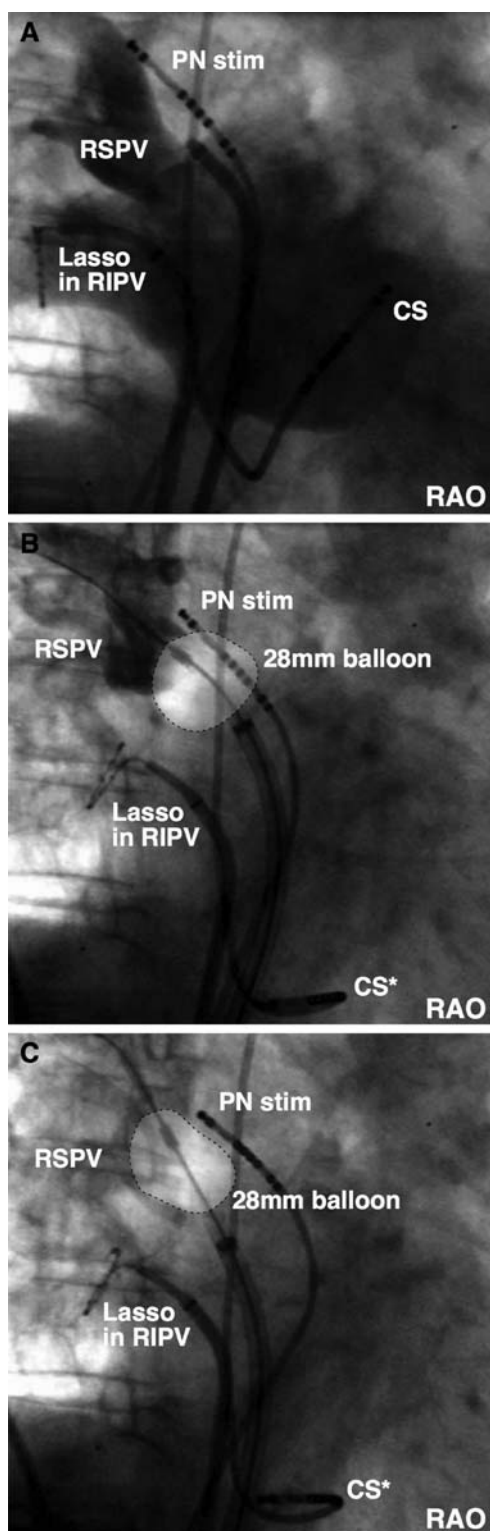 A
PN stim
RSPV
Lasso
in RIPV
CS
RAO
B
PN stim
RSPV
28mm balloon
Lasso
in RIPV
CS*
RAO
C
PN stim
RSPV
28mm balloon
Lasso
in RIPV
CS*
RAO